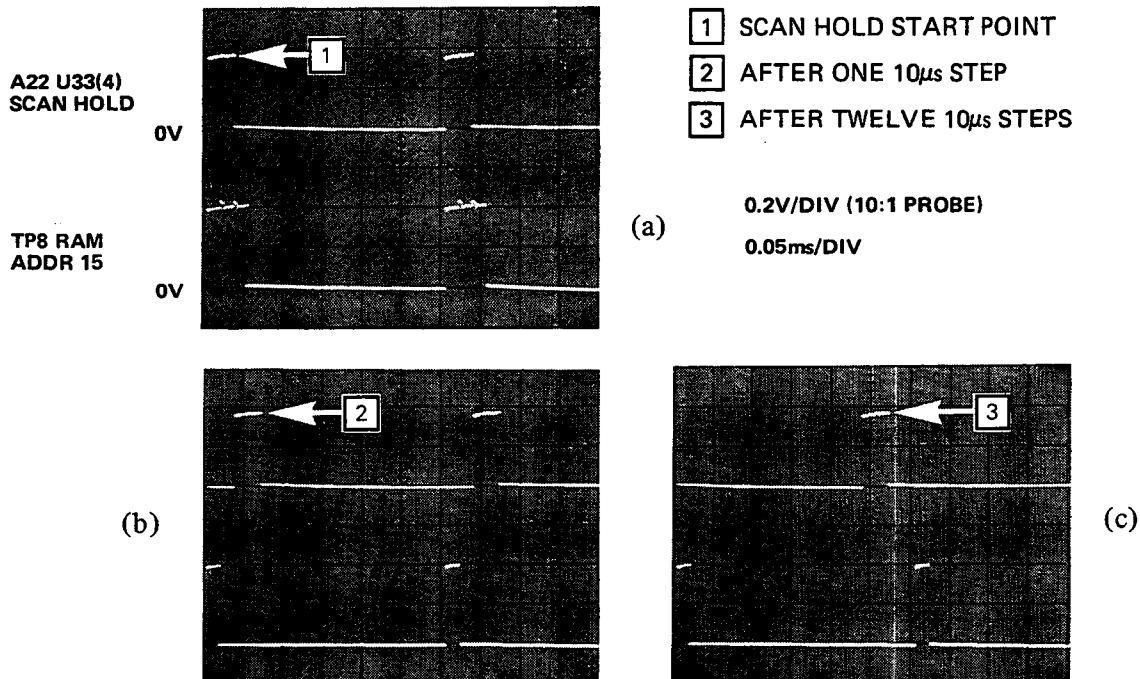 1 SCAN HOLD START POINT
2 AFTER ONE 10μs STEP
3 AFTER TWELVE 10μs STEPS
A22 U33(4)
SCAN HOLD
0V
1
TP8 RAM
ADDR 15
0V
(a)
0.2V/DIV (10:1 PROBE)
0.05ms/DIV
(b)
2
3
(c)